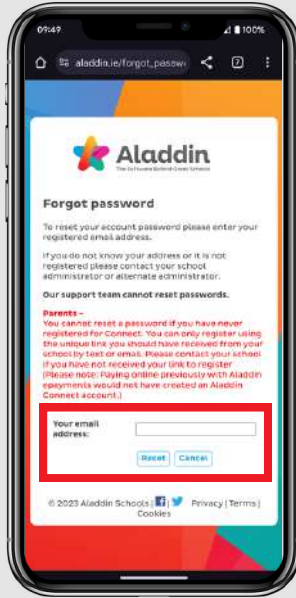 09:49
100%
aladdin.ie/forgot_passw
7
Aladdin
The Software Behind Great Schools
Forgot password
To reset your account password please enter your
registered email address.
If you do not know your address or it is not
registered please contact your school
administrator or alternate administrator.
Our support team cannot reset passwords.
Parents –
You cannot reset a password if you have never
registered for Connect. You can only register using
the unique link you should have received from your
school by text or email. Please contact your school
if you have not received your link to register
(Please note: Paying online previously with Aladdin
epayments would not have created an Aladdin
Connect account.)
Your email
address:
Reset Cancel
© 2023 Aladdin Schools | Privacy | Terms |
Cookies